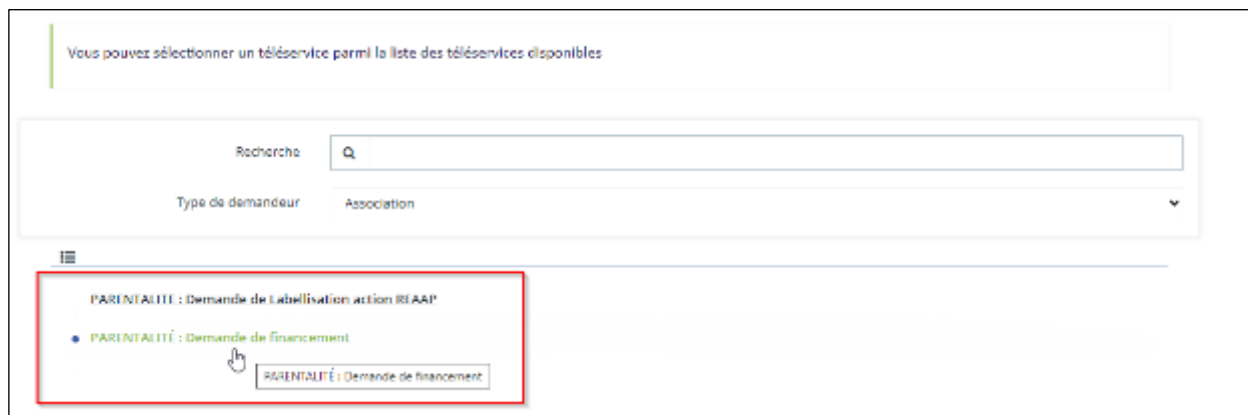 Vous pouvez sélectionner un téléservice parmi la liste des téléservices disponibles
Recherche
Type de demandeur
Association
PARENTALITE : Demande de Labellisation action REAAP
PARENTALITÉ : Demande de financement
PARENTALITÉ : Demande de financement